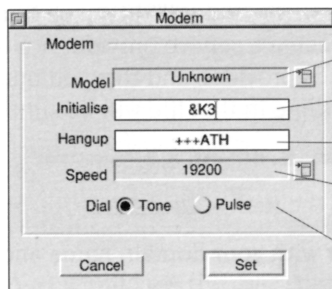 Modem
Modem
Model Unknown
Initialise &K3
Hangup +++ATH
Speed 19200
Dial Tone Pulse
Cancel Set